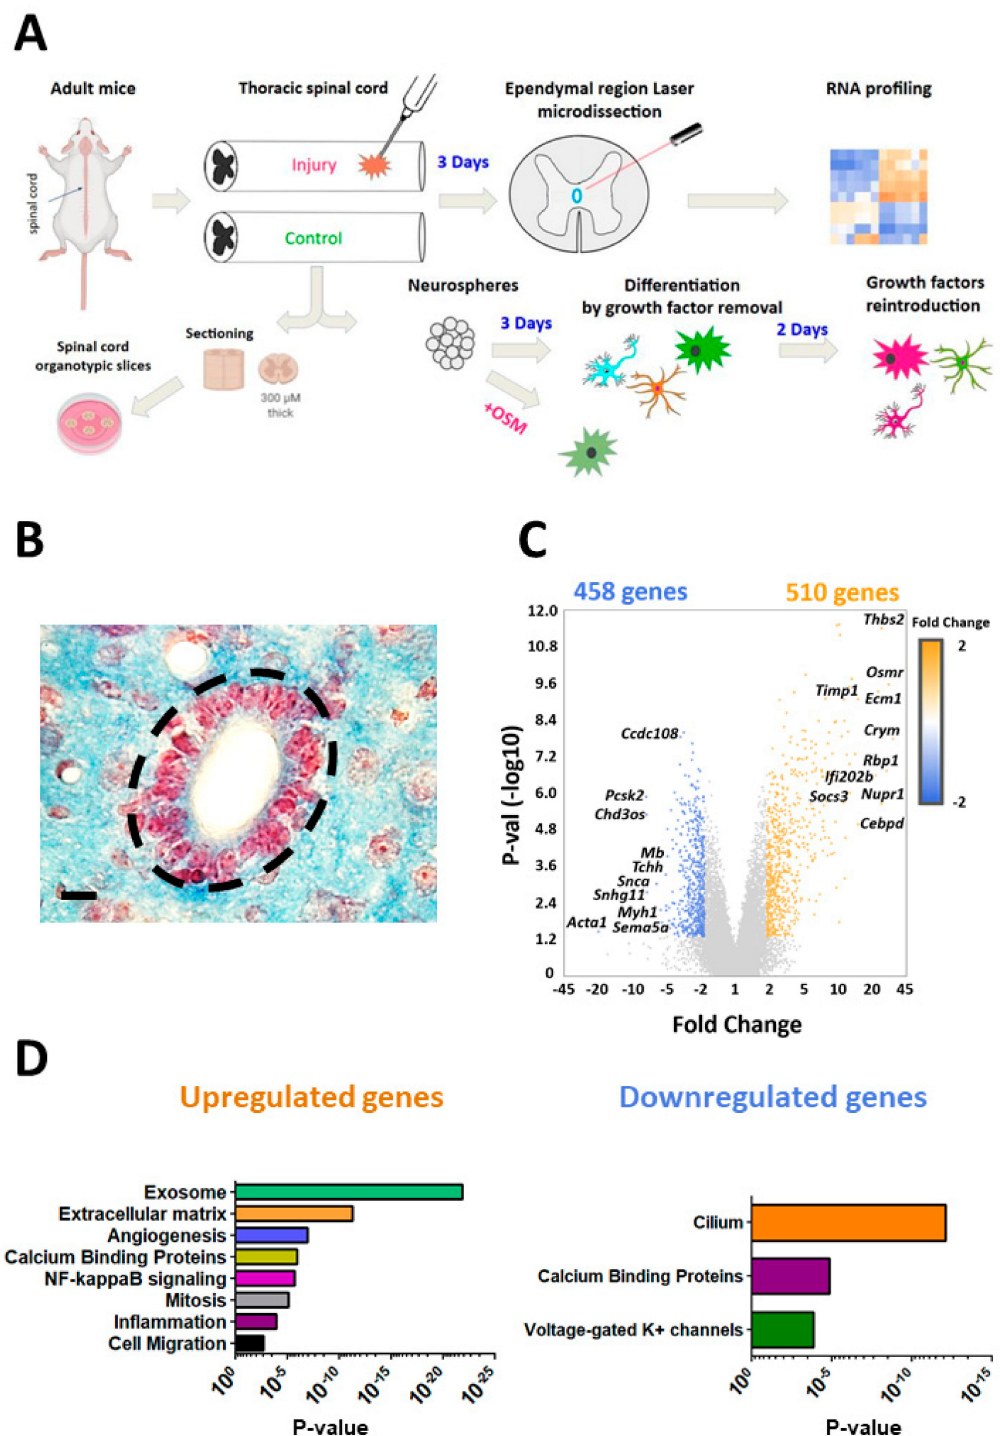 A
Adult mice
Thoracic spinal cord
Ependymal region Laser
microdissection
RNA profiling
spinal cord
Injury
3 Days
Control
Neurospheres
Differentiation
by growth factor removal
Growth factors
reintroduction
Sectioning
3 Days
2 Days
Spinal cord
organotypic slices
300 µM
thick
+OSM
B
C
458 genes
510 genes
P-val (-log10)
12.0
10.8
9.6
8.4
7.2
6.0
4.8
3.6
2.4
1.2
0
Thbs2
Osmr
Timp1
Ecm1
Crym
Ccdc108
Rbp1
Ifi202b
Pcsk2
Socs3
Nupr1
Chd3os
Cebpd
Mb
Tchh
Snca
Snhg11
Myh1
Acta1
Sema5a
-45 -20 -10 -5 -2 1 2 5 10 20 45
Fold Change
Fold Change
2
-2
D
Upregulated genes
Exosome
Extracellular matrix
Angiogenesis
Calcium Binding Proteins
NF-kappaB signaling
Mitosis
Inflammation
Cell Migration
10^0 10^-5 10^-10 10^-15 10^-20 10^-25
P-value
Downregulated genes
Cilium
Calcium Binding Proteins
Voltage-gated K+ channels
10^0 10^-5 10^-10 10^-15
P-value